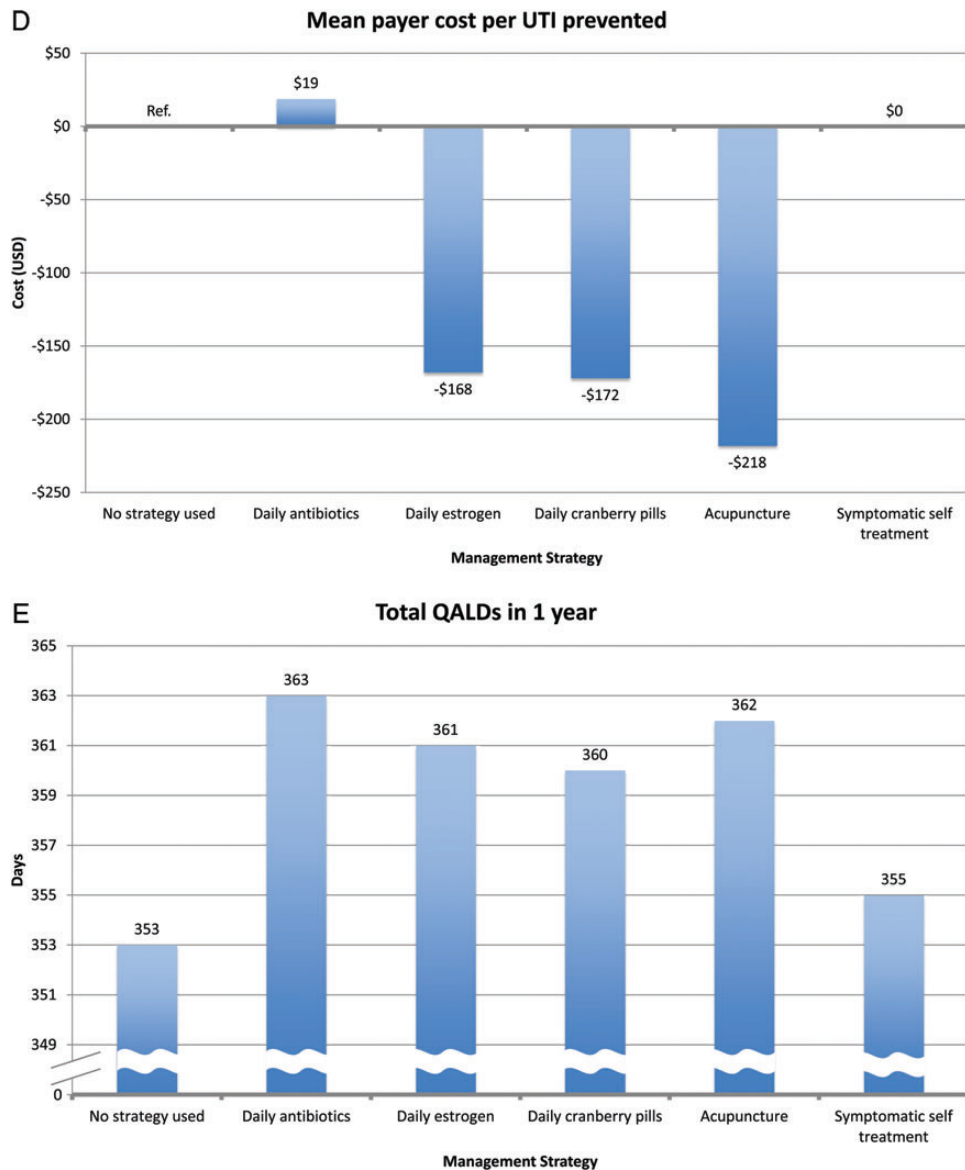 D
Mean payer cost per UTI prevented
$50
$0
-$50
-$100
-$150
-$200
-$250
Cost (USD)
Ref.
$19
-$168
-$172
-$218
$0
No strategy used
Daily antibiotics
Daily estrogen
Daily cranberry pills
Acupuncture
Symptomatic self
treatment
Management Strategy
E
Total QALDs in 1 year
365
363
361
359
357
355
353
351
349
0
Days
353
363
361
360
362
355
No strategy used
Daily antibiotics
Daily estrogen
Daily cranberry pills
Acupuncture
Symptomatic self
treatment
Management Strategy